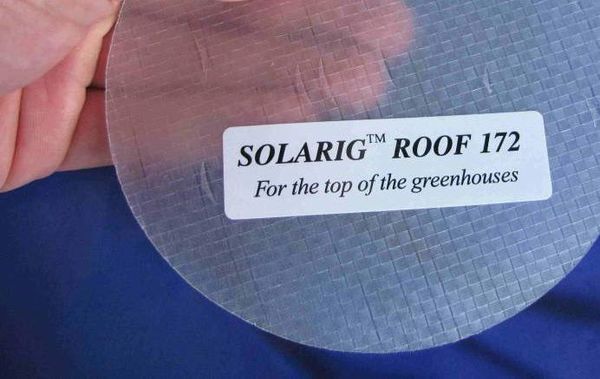 SOLARIG™ ROOF 172
For the top of the greenhouses